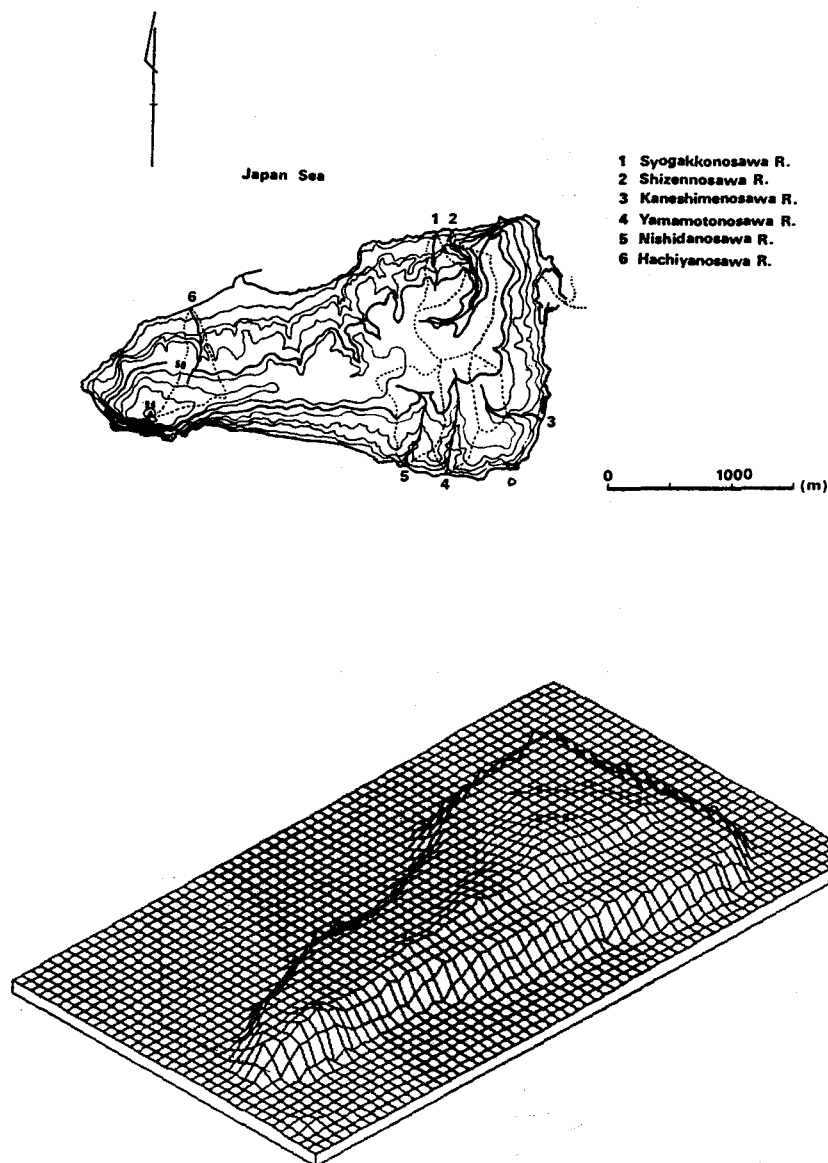 Japan Sea
1 Syogakkonosawa R.
2 Shizennosawa R.
3 Kaneshimenosawa R.
4 Yamamotonosawa R.
5 Nishidanosawa R.
6 Hachiyanosawa R.
1 2
6
3
5 4
0 1000 (m)